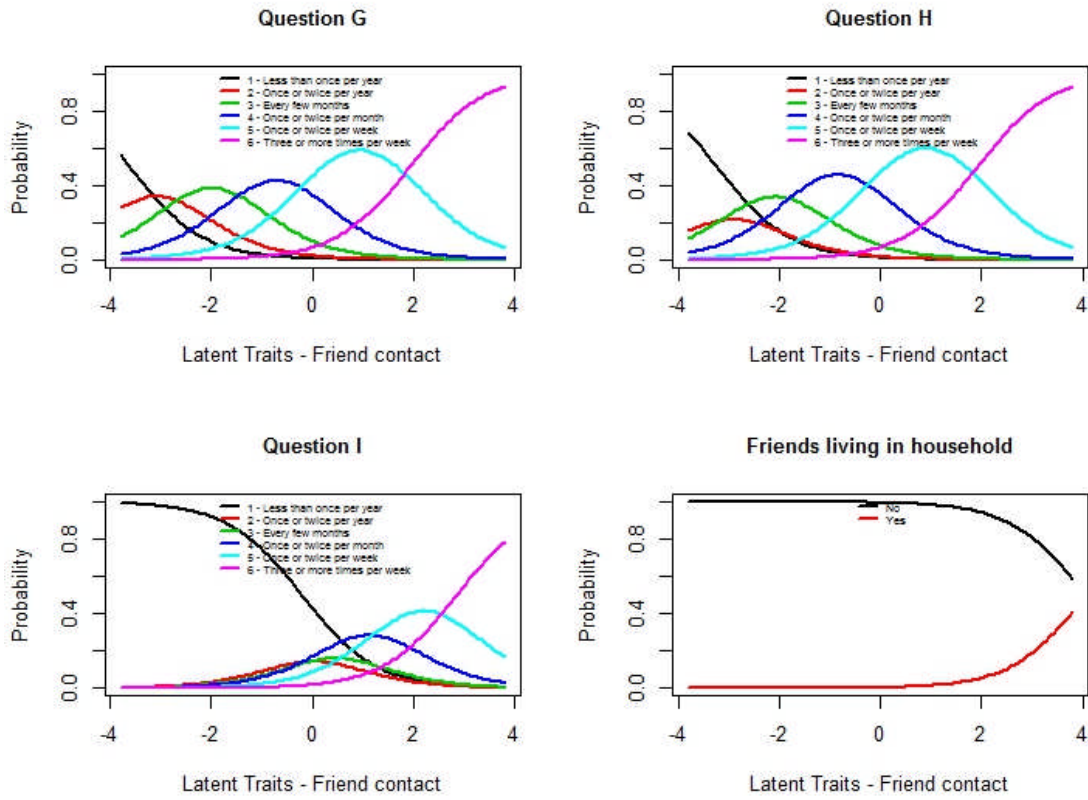 Question G
1 - Less than once per year
2 - Once or twice per year
3 - Every few months
4 - Once or twice per month
5 - Once or twice per week
6 - Three or more times per week
Probability
0.0
0.4
0.8
-4
-2
0
2
4
Latent Traits - Friend contact
Question H
1 - Less than once per year
2 - Once or twice per year
3 - Every few months
4 - Once or twice per month
5 - Once or twice per week
6 - Three or more times per week
Probability
0.0
0.4
0.8
-4
-2
0
2
4
Latent Traits - Friend contact
Question I
1 - Less than once per year
2 - Once or twice per year
3 - Every few months
4 - Once or twice per month
5 - Once or twice per week
6 - Three or more times per week
Probability
0.0
0.4
0.8
-4
-2
0
2
4
Latent Traits - Friend contact
Friends living in household
No
Yes
Probability
0.0
0.4
0.8
-4
-2
0
2
4
Latent Traits - Friend contact